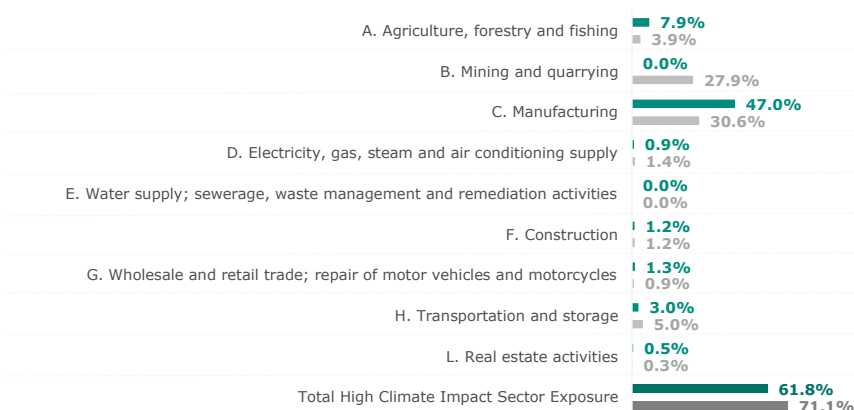 A. Agriculture, forestry and fishing
7.9%
3.9%
B. Mining and quarrying
0.0%
27.9%
C. Manufacturing
47.0%
30.6%
D. Electricity, gas, steam and air conditioning supply
0.9%
1.4%
E. Water supply; sewerage, waste management and remediation activities
0.0%
0.0%
F. Construction
1.2%
1.2%
G. Wholesale and retail trade; repair of motor vehicles and motorcycles
1.3%
0.9%
H. Transportation and storage
3.0%
5.0%
L. Real estate activities
0.5%
0.3%
Total High Climate Impact Sector Exposure
61.8%
71.1%